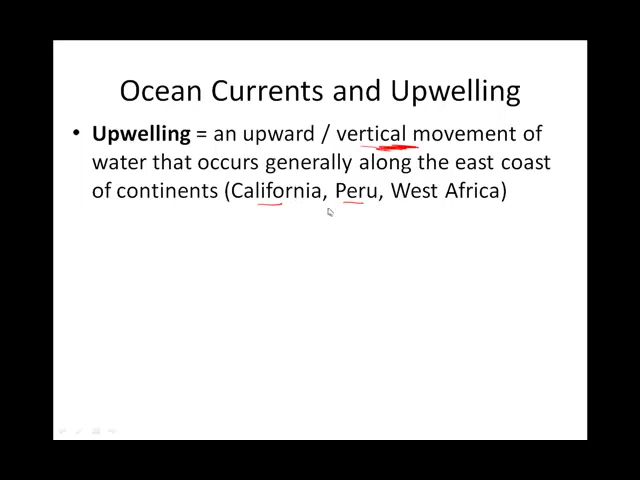 Ocean Currents and Upwelling
• Upwelling = an upward / vertical movement of
water that occurs generally along the east coast
of continents (California, Peru, West Africa)